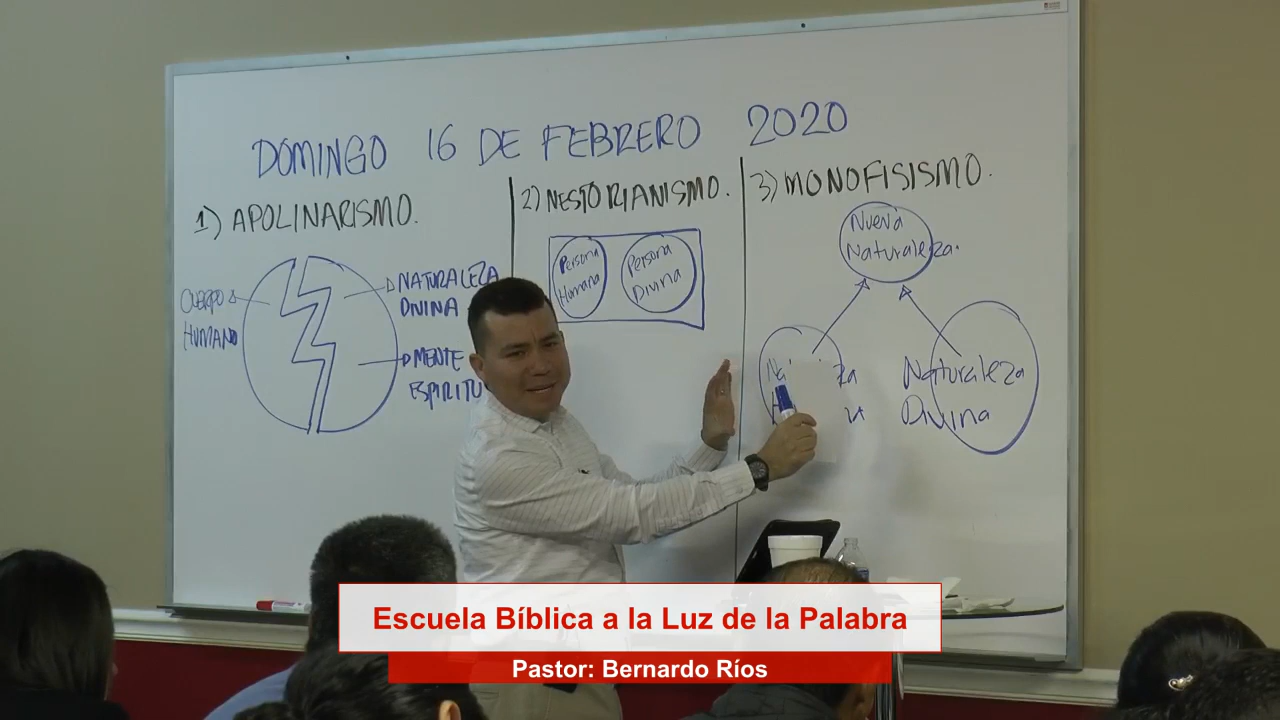 DOMINGO 16 DE FEBRERO 2020
1) APOLINARISMO.
CUERPO
HUMANO
NATURALEZA
DIVINA
MENTE
ESPIRITU
2) NESTORIANISMO.
Persona
Humana
Persona
Divina
3) MONOFISISMO.
Nueva
Naturaleza.
Naturaleza
Divina
Escuela Bíblica a la Luz de la Palabra
Pastor: Bernardo Ríos